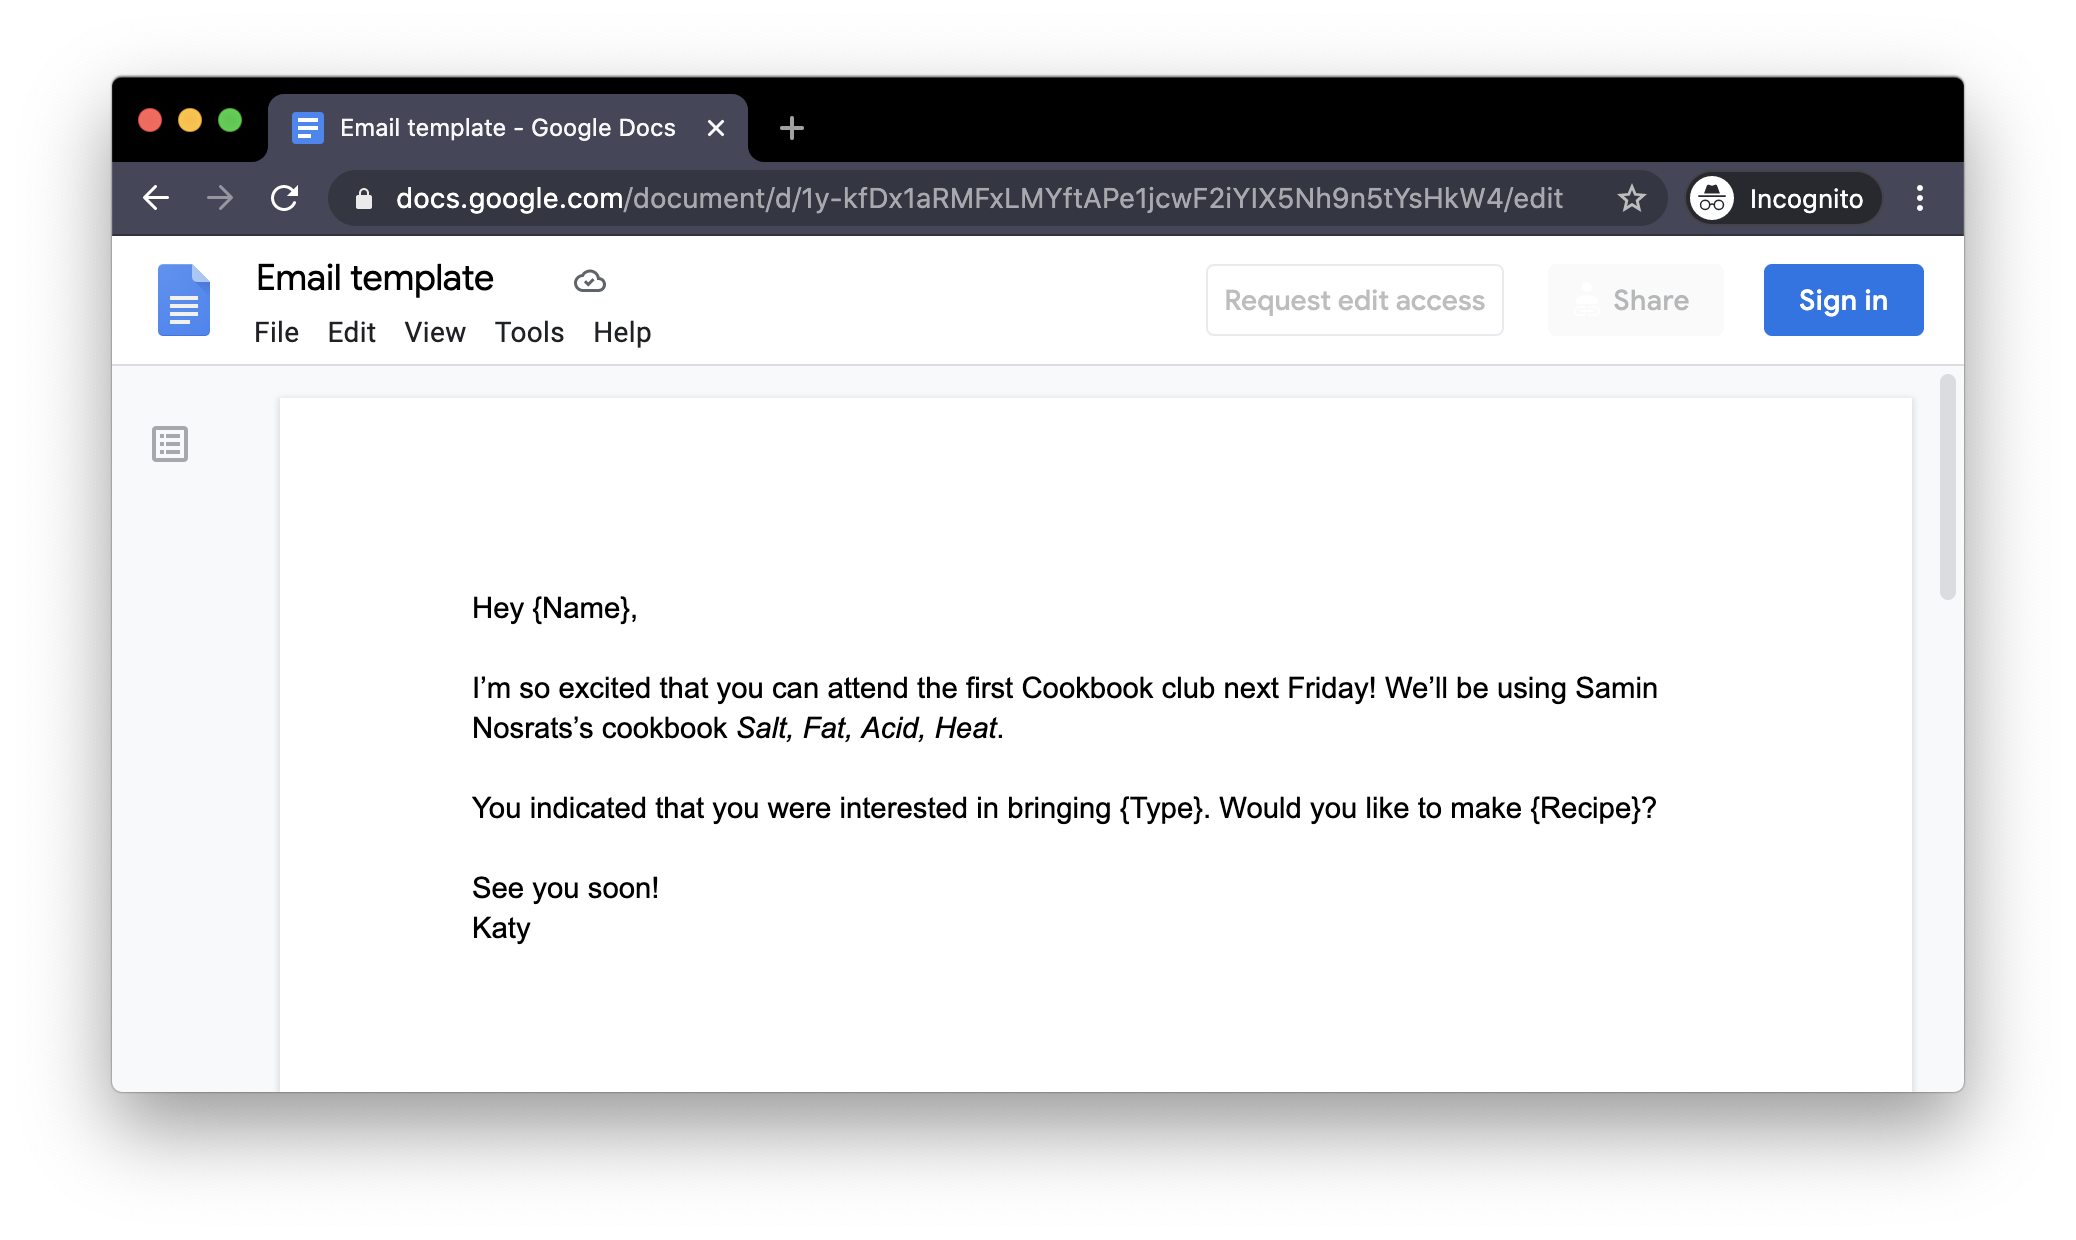 Email template - Google Docs
docs.google.com/document/d/1y-kfDx1aRMFxLMYftAPe1jcwF2iYIX5Nh9n5tYsHkW4/edit
Incognito
Email template
Request edit access
Share
Sign in
File Edit View Tools Help
Hey {Name},
I’m so excited that you can attend the first Cookbook club next Friday! We’ll be using Samin
Nosrats’s cookbook Salt, Fat, Acid, Heat.
You indicated that you were interested in bringing {Type}. Would you like to make {Recipe}?
See you soon!
Katy